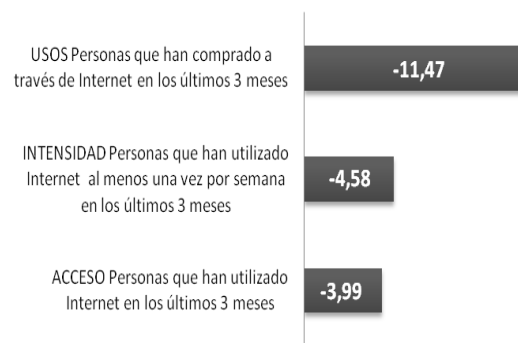 USOS Personas que han comprado a
través de Internet en los últimos 3 meses
-11,47
INTENSIDAD Personas que han utilizado
Internet al menos una vez por semana
en los últimos 3 meses
-4,58
ACCESO Personas que han utilizado
Internet en los últimos 3 meses
-3,99